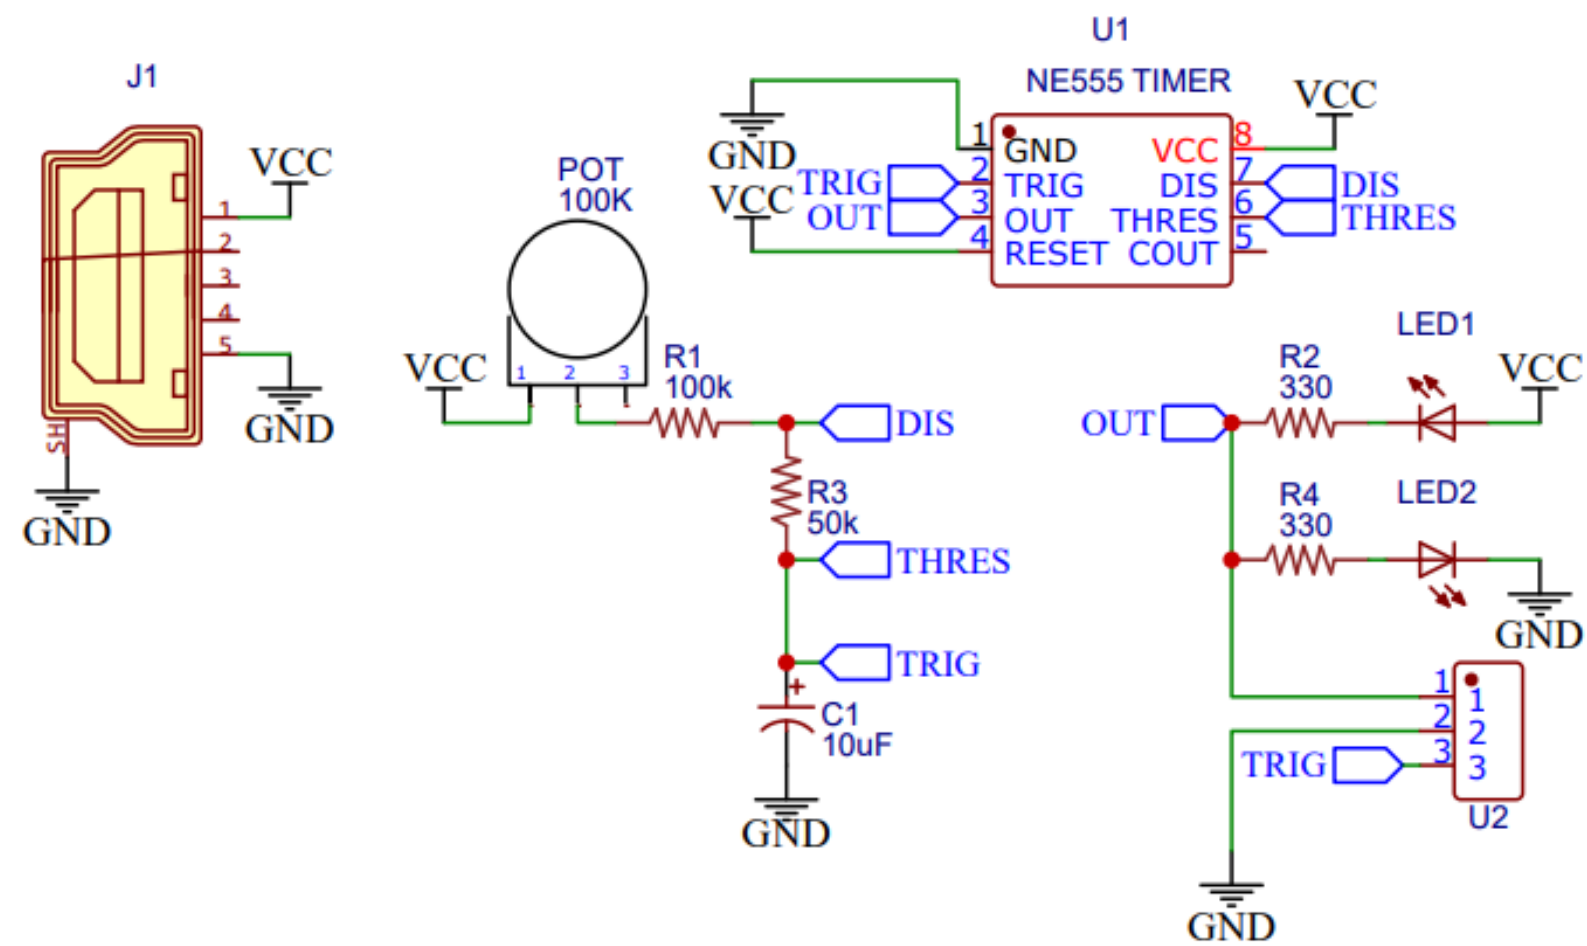 J1
VCC
1
2
3
4
5
SH
GND
GND
POT
100K
1 2 3
VCC
R1
100k
DIS
R3
50k
THRES
TRIG
+
C1
10uF
GND
U1
NE555 TIMER
GND
VCC
VCC
TRIG
OUT
1 GND
2 TRIG
3 OUT
4 RESET
VCC 8
DIS 7
THRES 6
COUT 5
DIS
THRES
LED1
R2
330
VCC
OUT
R4
330
LED2
GND
1 1
2 2
3 3
TRIG
U2
GND